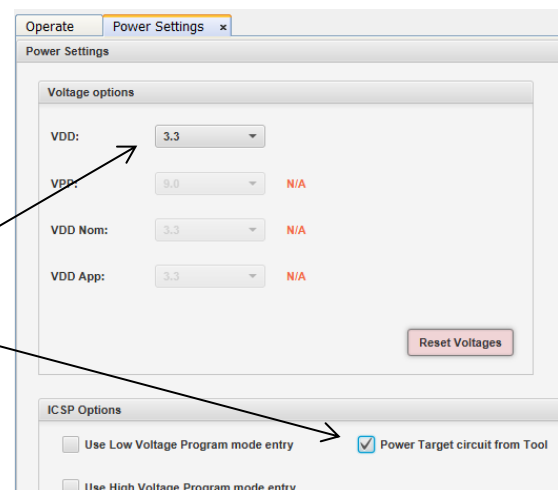 Operate Power Settings ×
Power Settings
Voltage options
VDD: 3.3
VPP: 9.0 N/A
VDD Nom: 3.3 N/A
VDD App: 3.3 N/A
Reset Voltages
ICSP Options
Use Low Voltage Program mode entry Power Target circuit from Tool
Use High Voltage Program mode entry